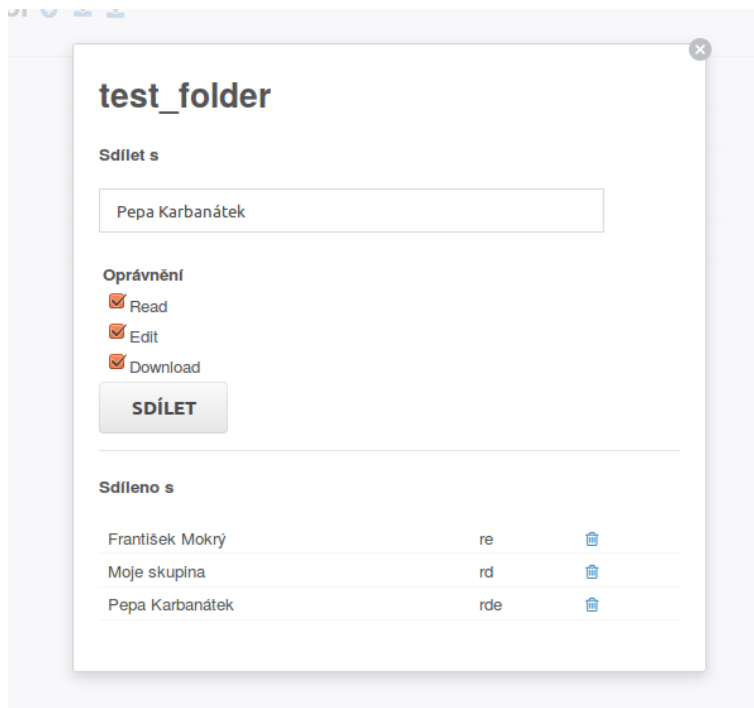 test_folder
Sdílet s
Pepa Karbanátek
Oprávnění
Read
Edit
Download
SDÍLET
Sdíleno s
František Mokrý re
Moje skupina rd
Pepa Karbanátek rde